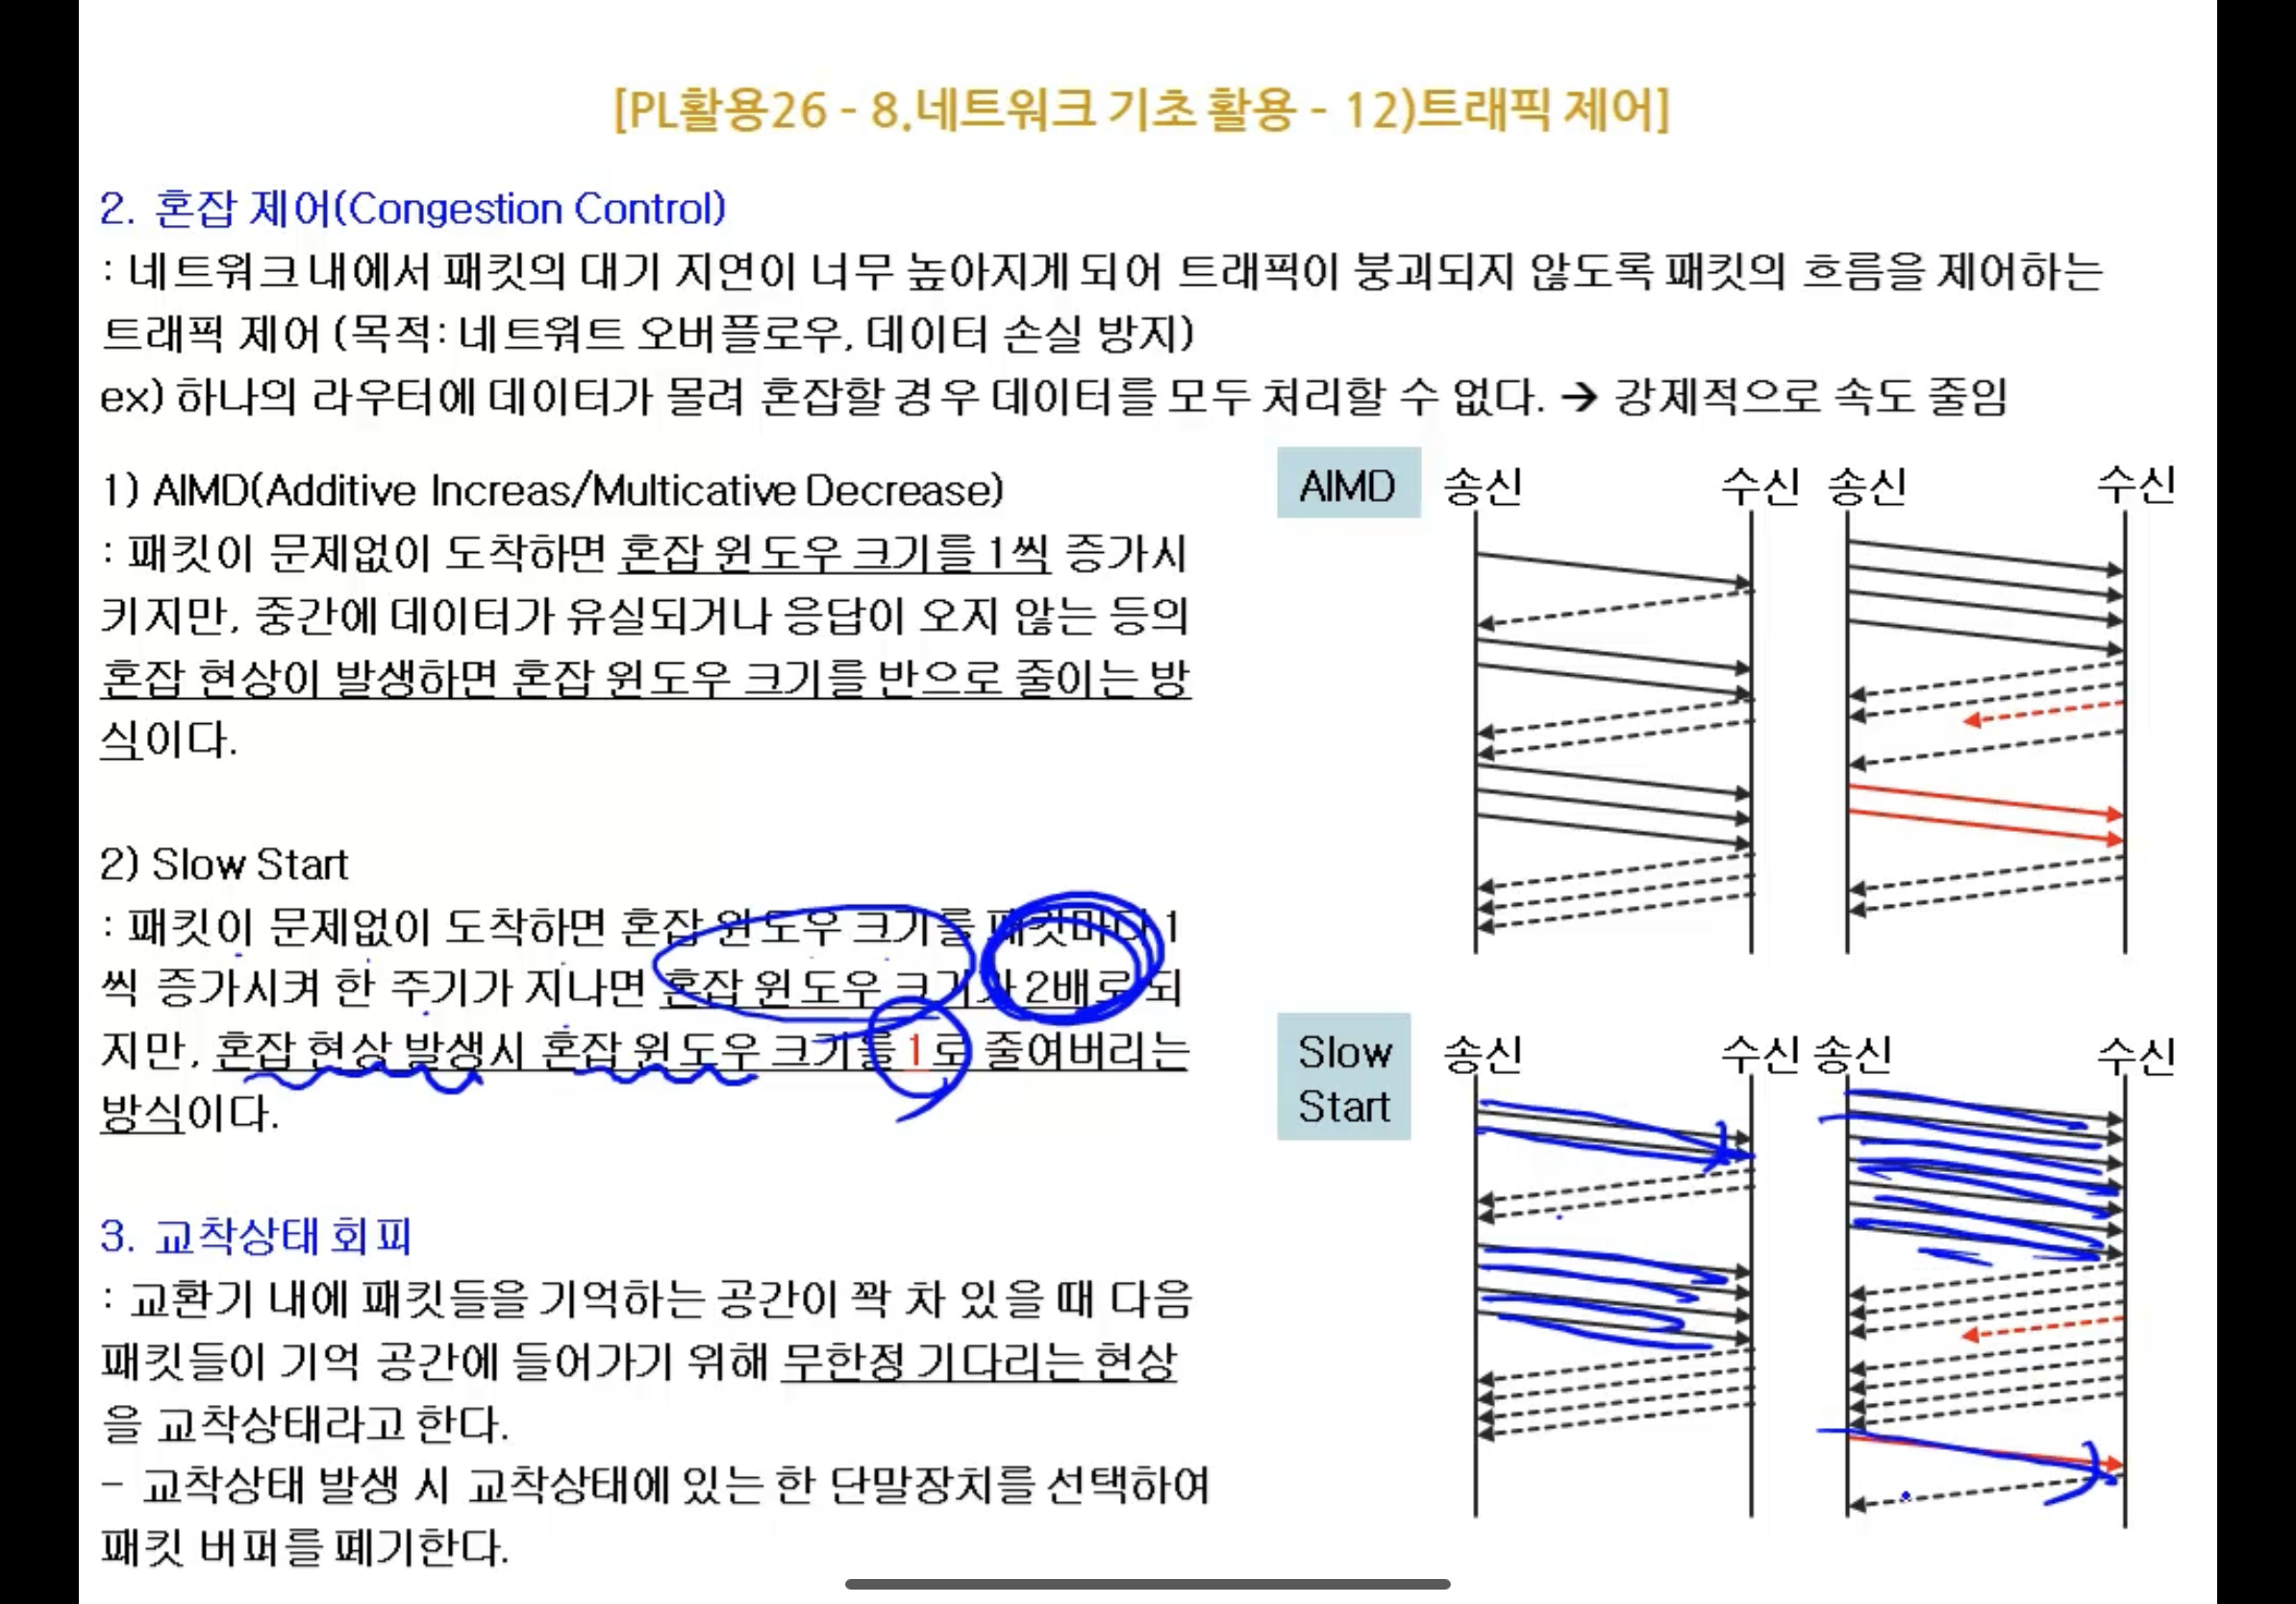 [PL활용26 - 8.네트워크 기초 활용 - 12)트래픽 제어]
2. 혼잡 제어(Congestion Control)
: 네트워크 내에서 패킷의 대기 지연이 너무 높아지게 되어 트래픽이 붕괴되지 않도록 패킷의 흐름을 제어하는
트래픽 제어 (목적: 네트워트 오버플로우, 데이터 손실 방지)
ex) 하나의 라우터에 데이터가 몰려 혼잡할 경우 데이터를 모두 처리할 수 없다. → 강제적으로 속도 줄임
1) AIMD(Additive Increas/Multicative Decrease)
: 패킷이 문제없이 도착하면 혼잡 윈도우 크기를 1씩 증가시
키지만, 중간에 데이터가 유실되거나 응답이 오지 않는 등의
혼잡 현상이 발생하면 혼잡 윈도우 크기를 반으로 줄이는 방
식이다.
2) Slow Start
: 패킷이 문제없이 도착하면 혼잡 윈도우 크기를 패킷마다 1
씩 증가시켜 한 주기가 지나면 혼잡 윈도우 크기가 2배로 되
지만, 혼잡 현상 발생시 혼잡 윈도우 크기를 1로 줄여버리는
방식이다.
3. 교착상태 회피
: 교환기 내에 패킷들을 기억하는 공간이 꽉 차 있을 때 다음
패킷들이 기억 공간에 들어가기 위해 무한정 기다리는 현상
을 교착상태라고 한다.
- 교착상태 발생 시 교착상태에 있는 한 단말장치를 선택하여
패킷 버퍼를 폐기한다.
AIMD 송신 수신 송신 수신
Slow 송신 수신 송신 수신
Start